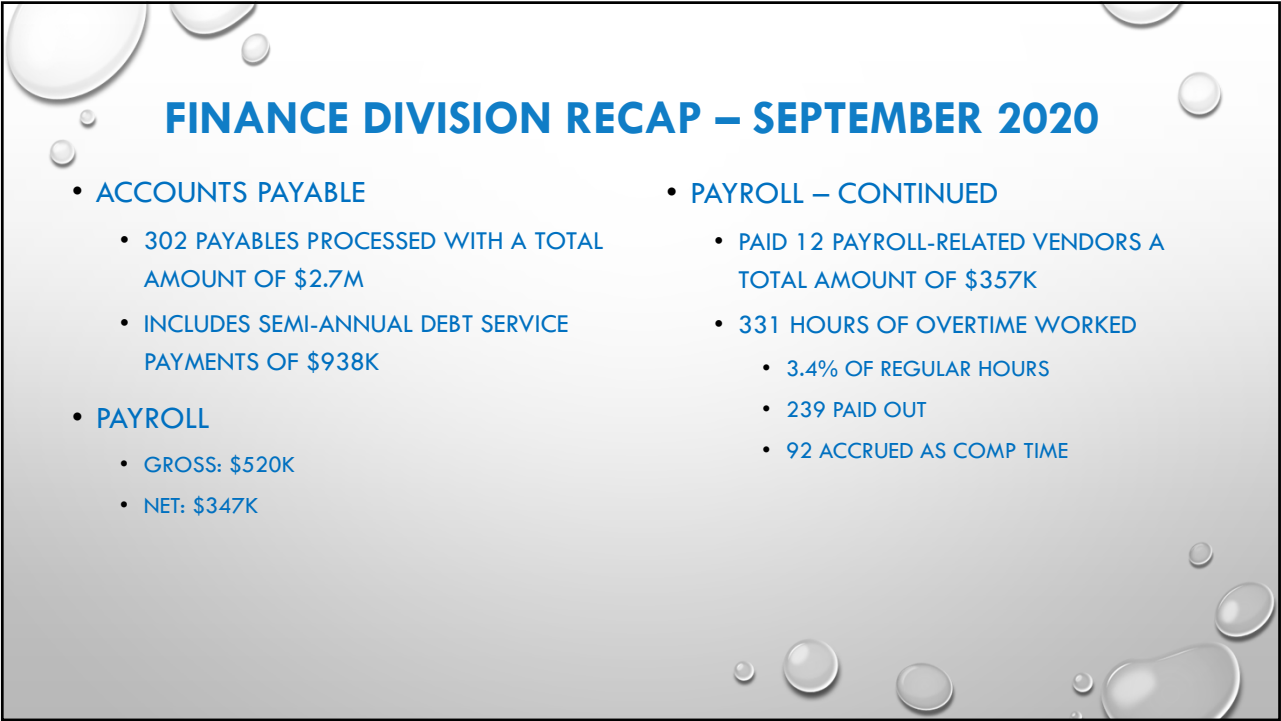 FINANCE DIVISION RECAP – SEPTEMBER 2020
• ACCOUNTS PAYABLE
• 302 PAYABLES PROCESSED WITH A TOTAL
AMOUNT OF $2.7M
• INCLUDES SEMI-ANNUAL DEBT SERVICE
PAYMENTS OF $938K
• PAYROLL
• GROSS: $520K
• NET: $347K
• PAYROLL – CONTINUED
• PAID 12 PAYROLL-RELATED VENDORS A
TOTAL AMOUNT OF $357K
• 331 HOURS OF OVERTIME WORKED
• 3.4% OF REGULAR HOURS
• 239 PAID OUT
• 92 ACCRUED AS COMP TIME